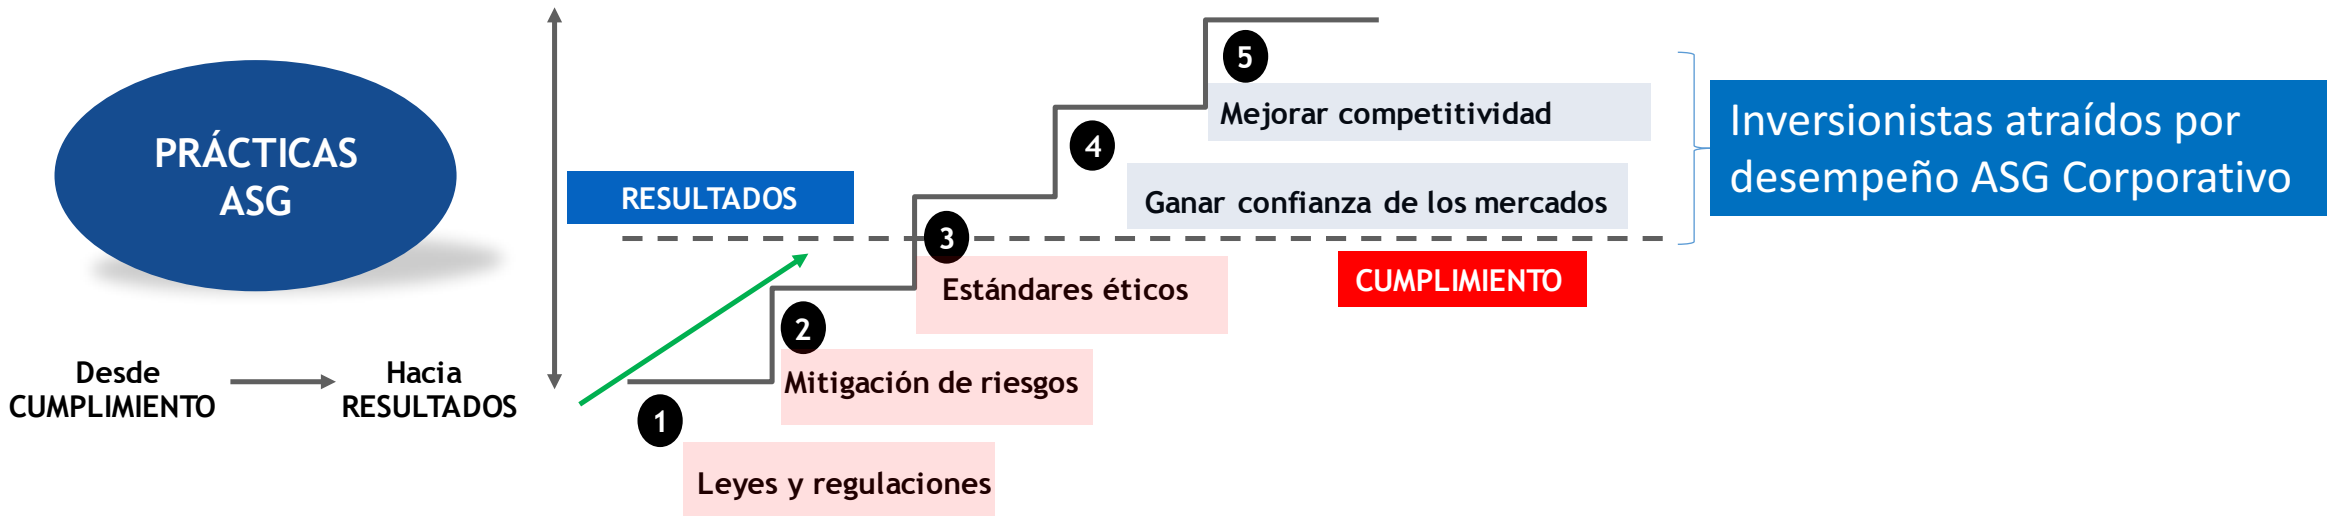 PRÁCTICAS
ASG
Desde
CUMPLIMIENTO
Hacia
RESULTADOS
RESULTADOS
5
Mejorar competitividad
4
Ganar confianza de los mercados
3
Estándares éticos
CUMPLIMIENTO
2
Mitigación de riesgos
1
Leyes y regulaciones
Inversionistas atraídos por
desempeño ASG Corporativo